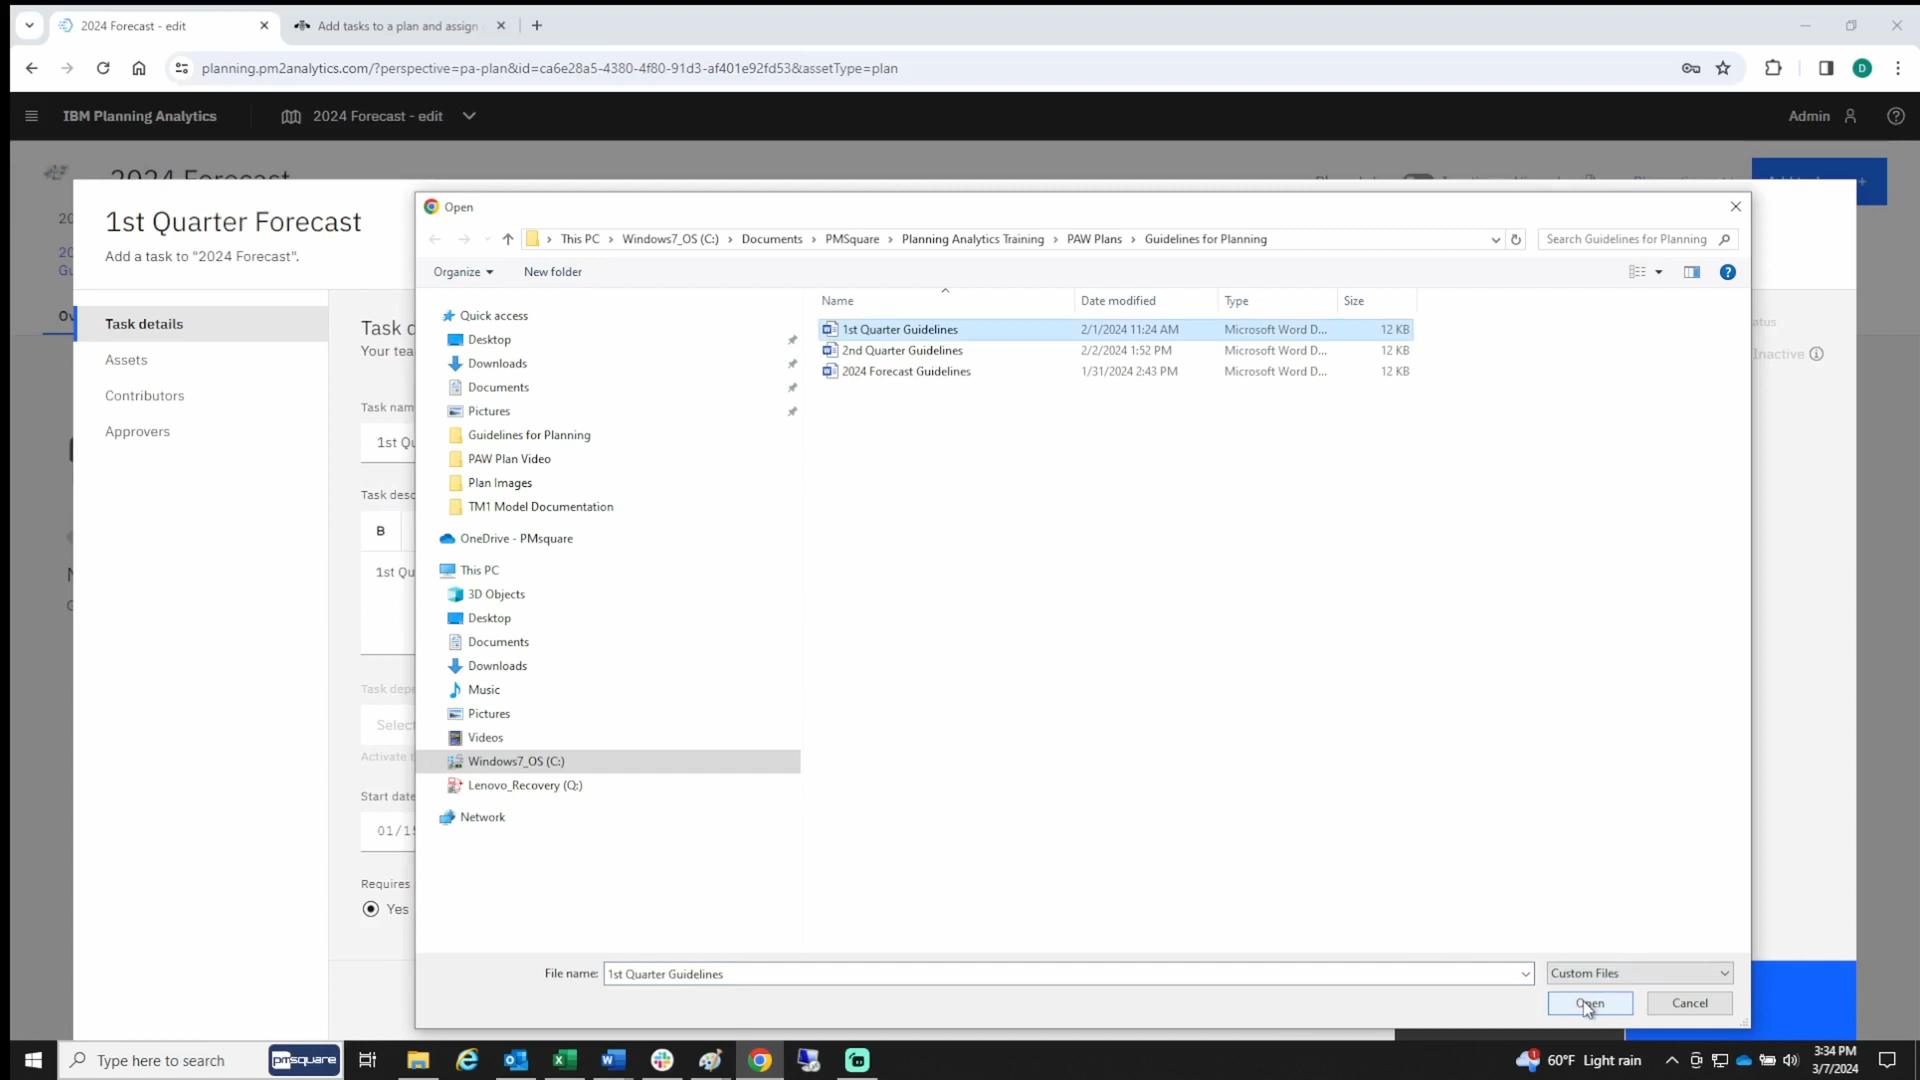 2024 Forecast - edit
Add tasks to a plan and assign
planning.pm2analytics.com/?perspective=pa-plan&id=ca6e28a5-4380-4f80-91d3-af401e92fd53&assetType=plan
D
IBM Planning Analytics
2024 Forecast - edit
Admin
2024 Forecast
1st Quarter Forecast
Add a task to "2024 Forecast".
Task details
Assets
Contributors
Approvers
Task d
Your tea
Task nam
1st Qu
Task desc
B
1st Qu
Task depe
Select
Activate t
Start date
01/15
Requires
Yes
Inactive
Open
This PC
Windows7_OS (C:)
Documents
PMSquare
Planning Analytics Training
PAW Plans
Guidelines for Planning
Search Guidelines for Planning
Organize
New folder
Quick access
Desktop
Downloads
Documents
Pictures
Guidelines for Planning
PAW Plan Video
Plan Images
TM1 Model Documentation
OneDrive - PMsquare
This PC
3D Objects
Desktop
Documents
Downloads
Music
Pictures
Videos
Windows7_OS (C:)
Lenovo_Recovery (Q:)
Network
Name Date modified Type Size
1st Quarter Guidelines 2/1/2024 11:24 AM Microsoft Word D... 12 KB
2nd Quarter Guidelines 2/2/2024 1:52 PM Microsoft Word D... 12 KB
2024 Forecast Guidelines 1/31/2024 2:43 PM Microsoft Word D... 12 KB
File name: 1st Quarter Guidelines
Custom Files
Open
Cancel
Type here to search
pmsquare
60°F Light rain
3:34 PM
3/7/2024